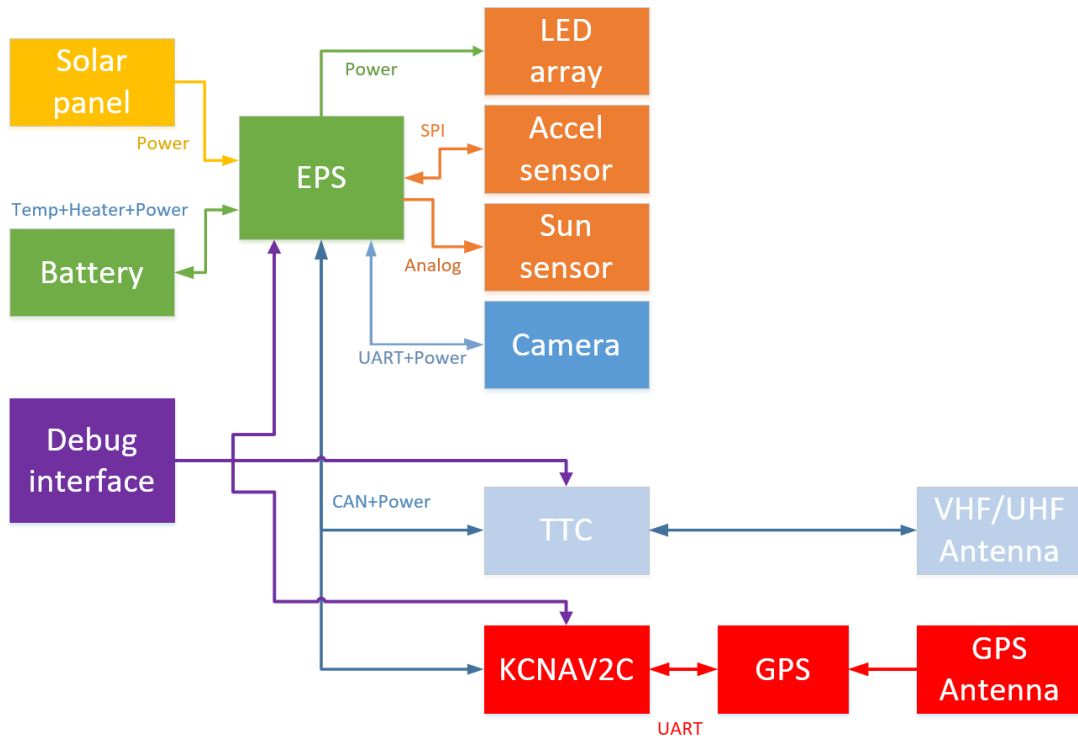 LED
array
Solar
panel
Power
Power
Accel
sensor
SPI
EPS
Temp+Heater+Power
Sun
sensor
Analog
Battery
Camera
UART+Power
Debug
interface
CAN+Power
TTC
VHF/UHF
Antenna
KCNAV2C
GPS
GPS
Antenna
UART